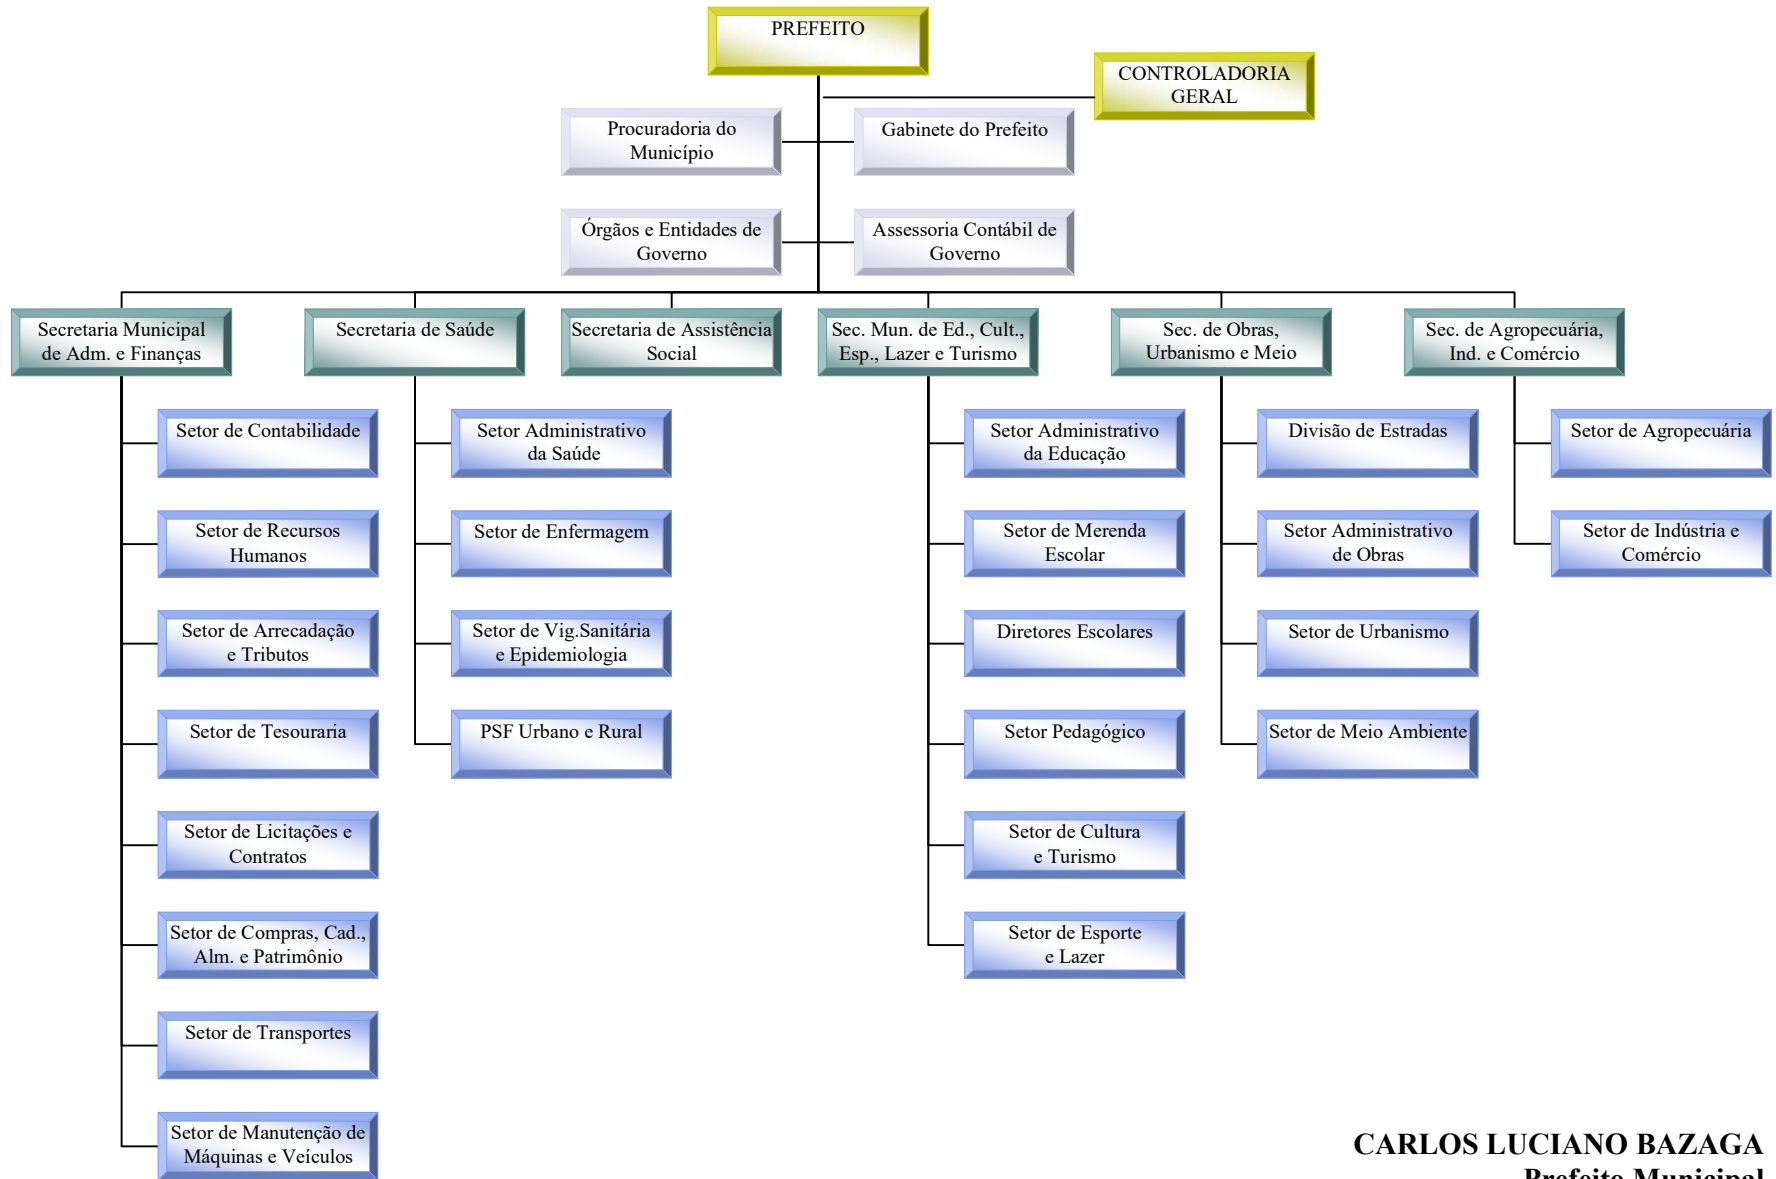 PREFEITO
CONTROLADORIA
GERAL
Procuradoria do
Município
Gabinete do Prefeito
Órgãos e Entidades de
Governo
Assessoria Contábil de
Governo
Secretaria Municipal
de Adm. e Finanças
Secretaria de Saúde
Secretaria de Assistência
Social
Sec. Mun. de Ed., Cult.,
Esp., Lazer e Turismo
Sec. de Obras,
Urbanismo e Meio
Sec. de Agropecuária,
Ind. e Comércio
Setor de Contabilidade
Setor de Recursos
Humanos
Setor de Arrecadação
e Tributos
Setor de Tesouraria
Setor de Licitações e
Contratos
Setor de Compras, Cad.,
Alm. e Patrimônio
Setor de Transportes
Setor de Manutenção de
Máquinas e Veículos
Setor Administrativo
da Saúde
Setor de Enfermagem
Setor de Vig.Sanitária
e Epidemiologia
PSF Urbano e Rural
Setor Administrativo
da Educação
Setor de Merenda
Escolar
Diretores Escolares
Setor Pedagógico
Setor de Cultura
e Turismo
Setor de Esporte
e Lazer
Divisão de Estradas
Setor Administrativo
de Obras
Setor de Urbanismo
Setor de Meio Ambiente
Setor de Agropecuária
Setor de Indústria e
Comércio
CARLOS LUCIANO BAZAGA
Prefeito Municipal